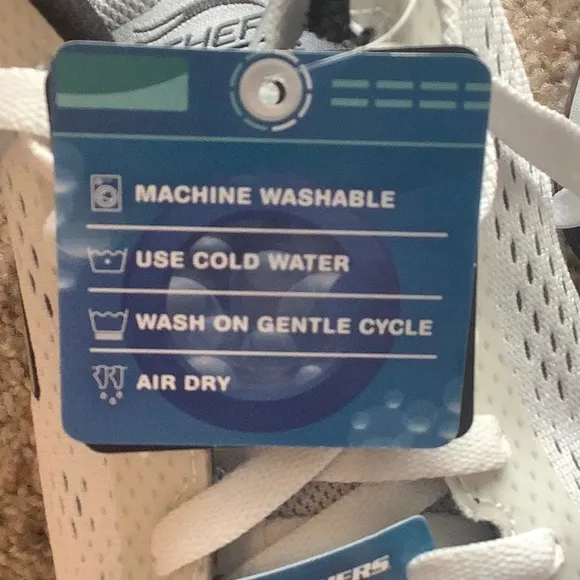 MACHINE WASHABLE
USE COLD WATER
WASH ON GENTLE CYCLE
AIR DRY